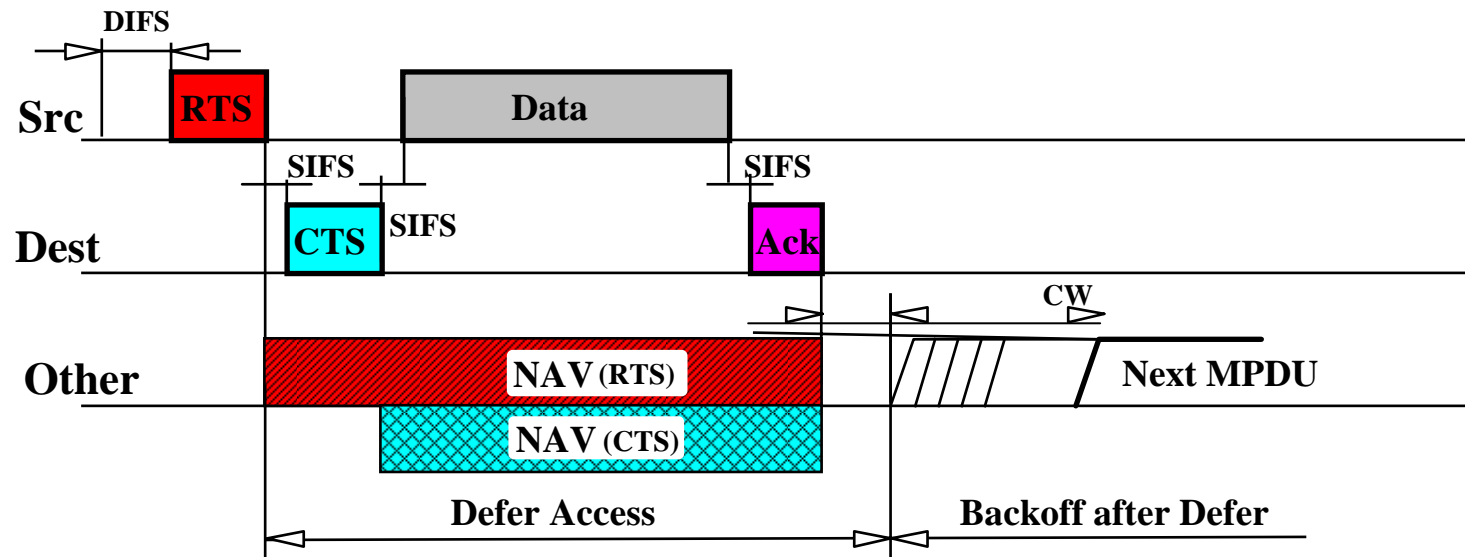 DIFS
Src
RTS
Data
SIFS
SIFS
SIFS
Dest
CTS
Ack
CW
Other
NAV (RTS)
Next MPDU
NAV (CTS)
Defer Access
Backoff after Defer